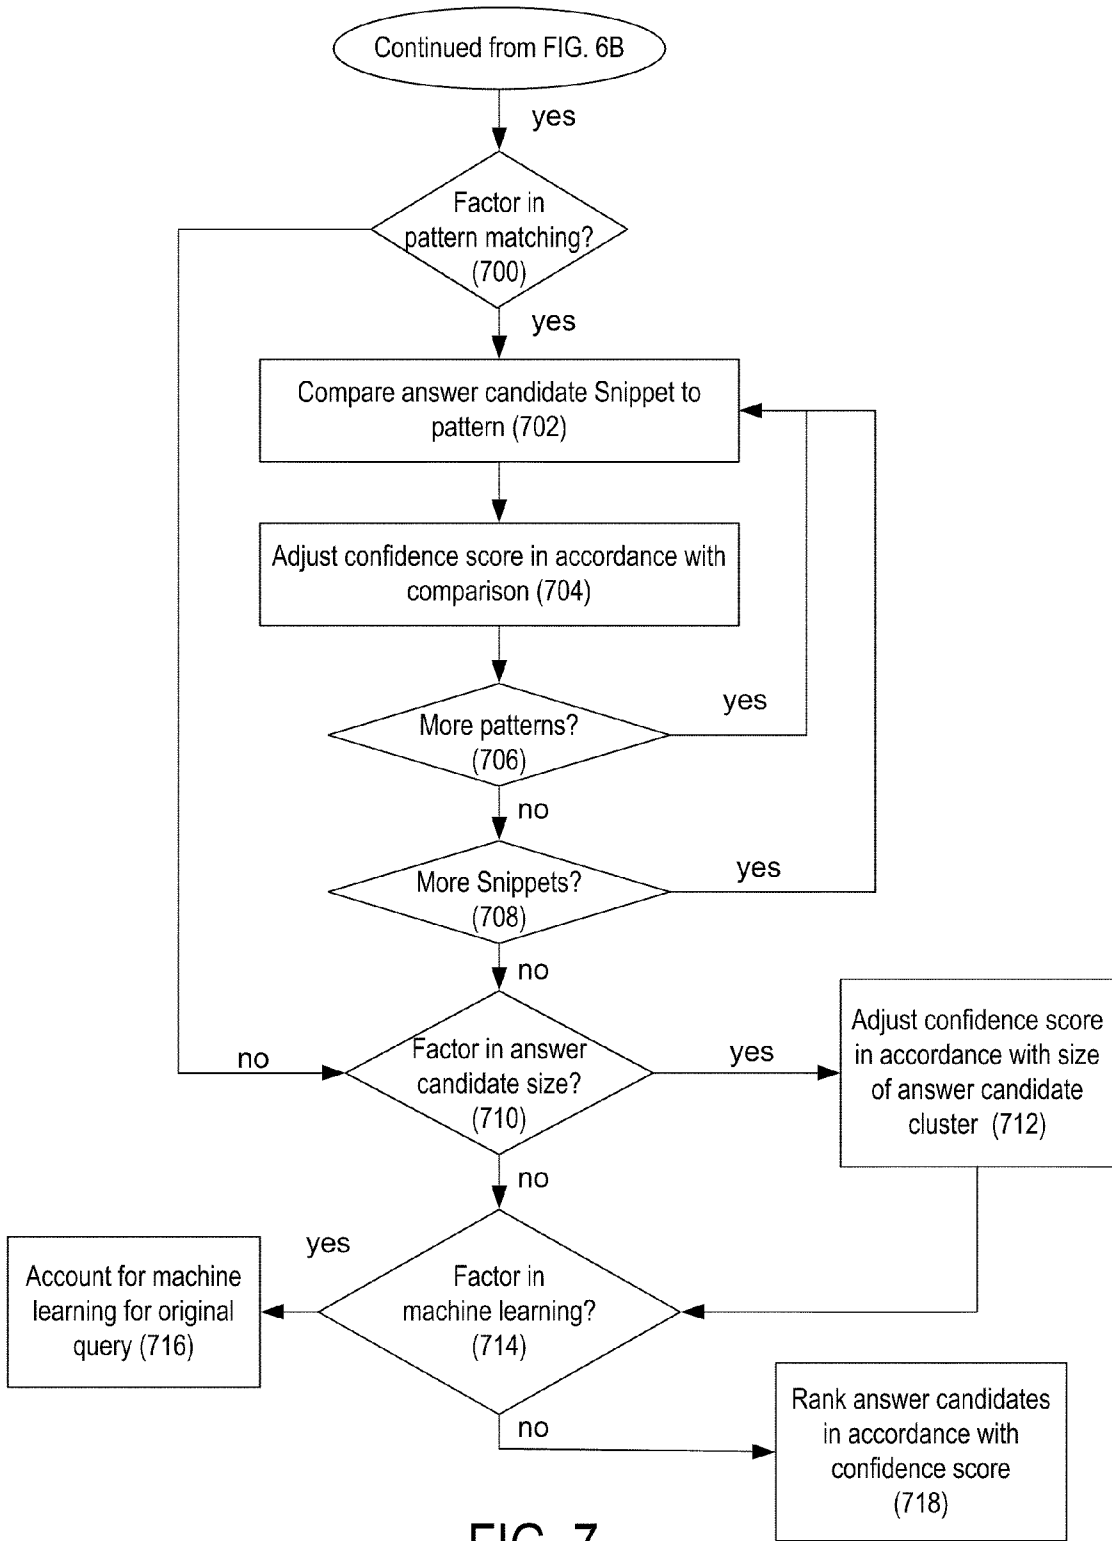 Continued from FIG. 6B
yes
Factor in
pattern matching?
(700)
yes
Compare answer candidate Snippet to
pattern (702)
Adjust confidence score in accordance with
comparison (704)
More patterns?
(706)
yes
no
More Snippets?
(708)
yes
no
no
Factor in answer
candidate size?
(710)
yes
Adjust confidence score
in accordance with size
of answer candidate
cluster (712)
no
yes
Account for machine
learning for original
query (716)
Factor in
machine learning?
(714)
no
Rank answer candidates
in accordance with
confidence score
(718)
FIG. 7